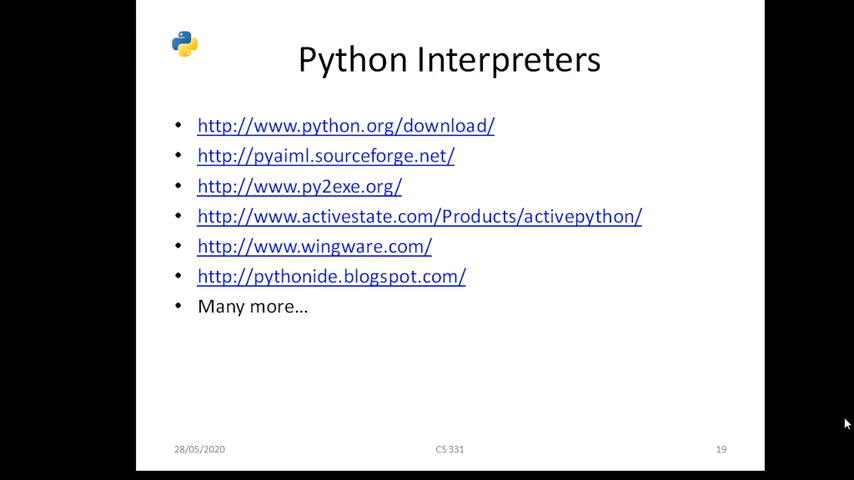 Python Interpreters
• http://www.python.org/download/
• http://pyaiml.sourceforge.net/
• http://www.py2exe.org/
• http://www.activestate.com/Products/activepython/
• http://www.wingware.com/
• http://pythonide.blogspot.com/
• Many more…
28/05/2020 CS 331 19